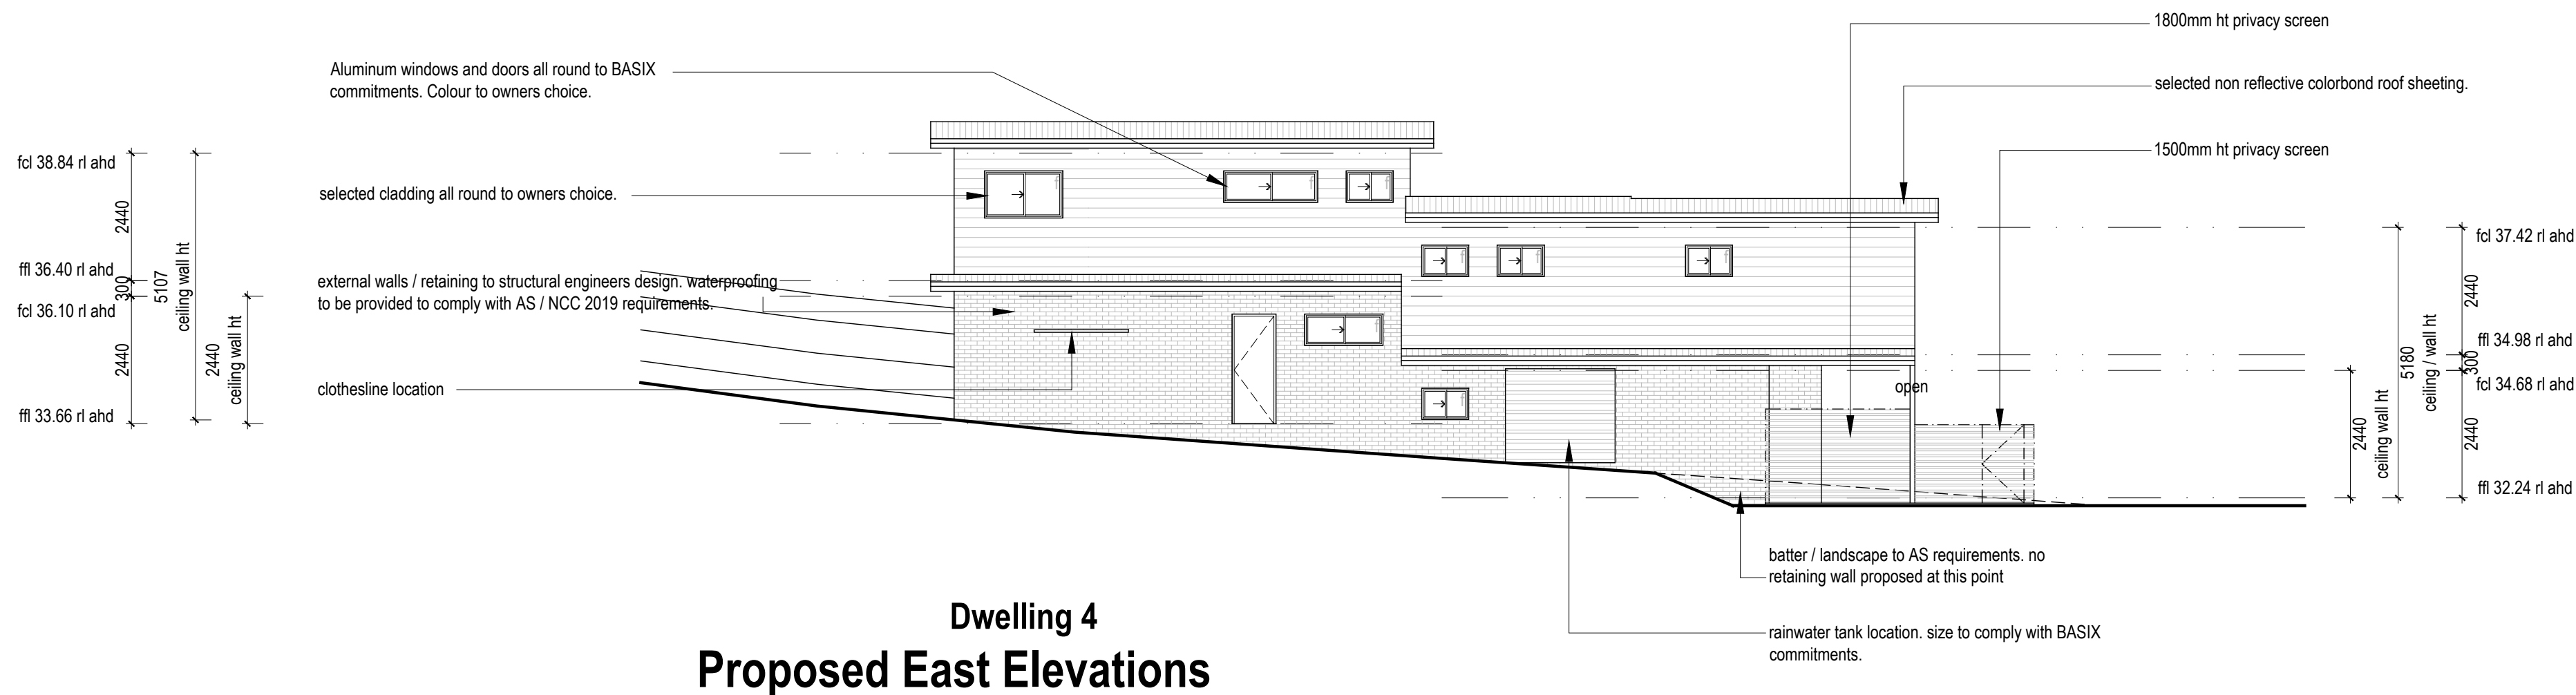 1800mm ht privacy screen
Aluminum windows and doors all round to BASIX
commitments. Colour to owners choice.
selected non reflective colorbond roof sheeting.
1500mm ht privacy screen
fcl 38.84 rl ahd
2440
selected cladding all round to owners choice.
ffl 36.40 rl ahd
300
fcl 36.10 rl ahd
2440
ffl 33.66 rl ahd
5107
ceiling wall ht
2440
ceiling wall ht
external walls / retaining to structural engineers design. waterproofing
to be provided to comply with AS / NCC 2019 requirements.
clothesline location
f
f
f
f
f
f
f
f
open
fcl 37.42 rl ahd
2440
ffl 34.98 rl ahd
300
fcl 34.68 rl ahd
2440
ffl 32.24 rl ahd
5180
ceiling / wall ht
2440
ceiling wall ht
batter / landscape to AS requirements. no
retaining wall proposed at this point
rainwater tank location. size to comply with BASIX
commitments.
Dwelling 4
Proposed East Elevations